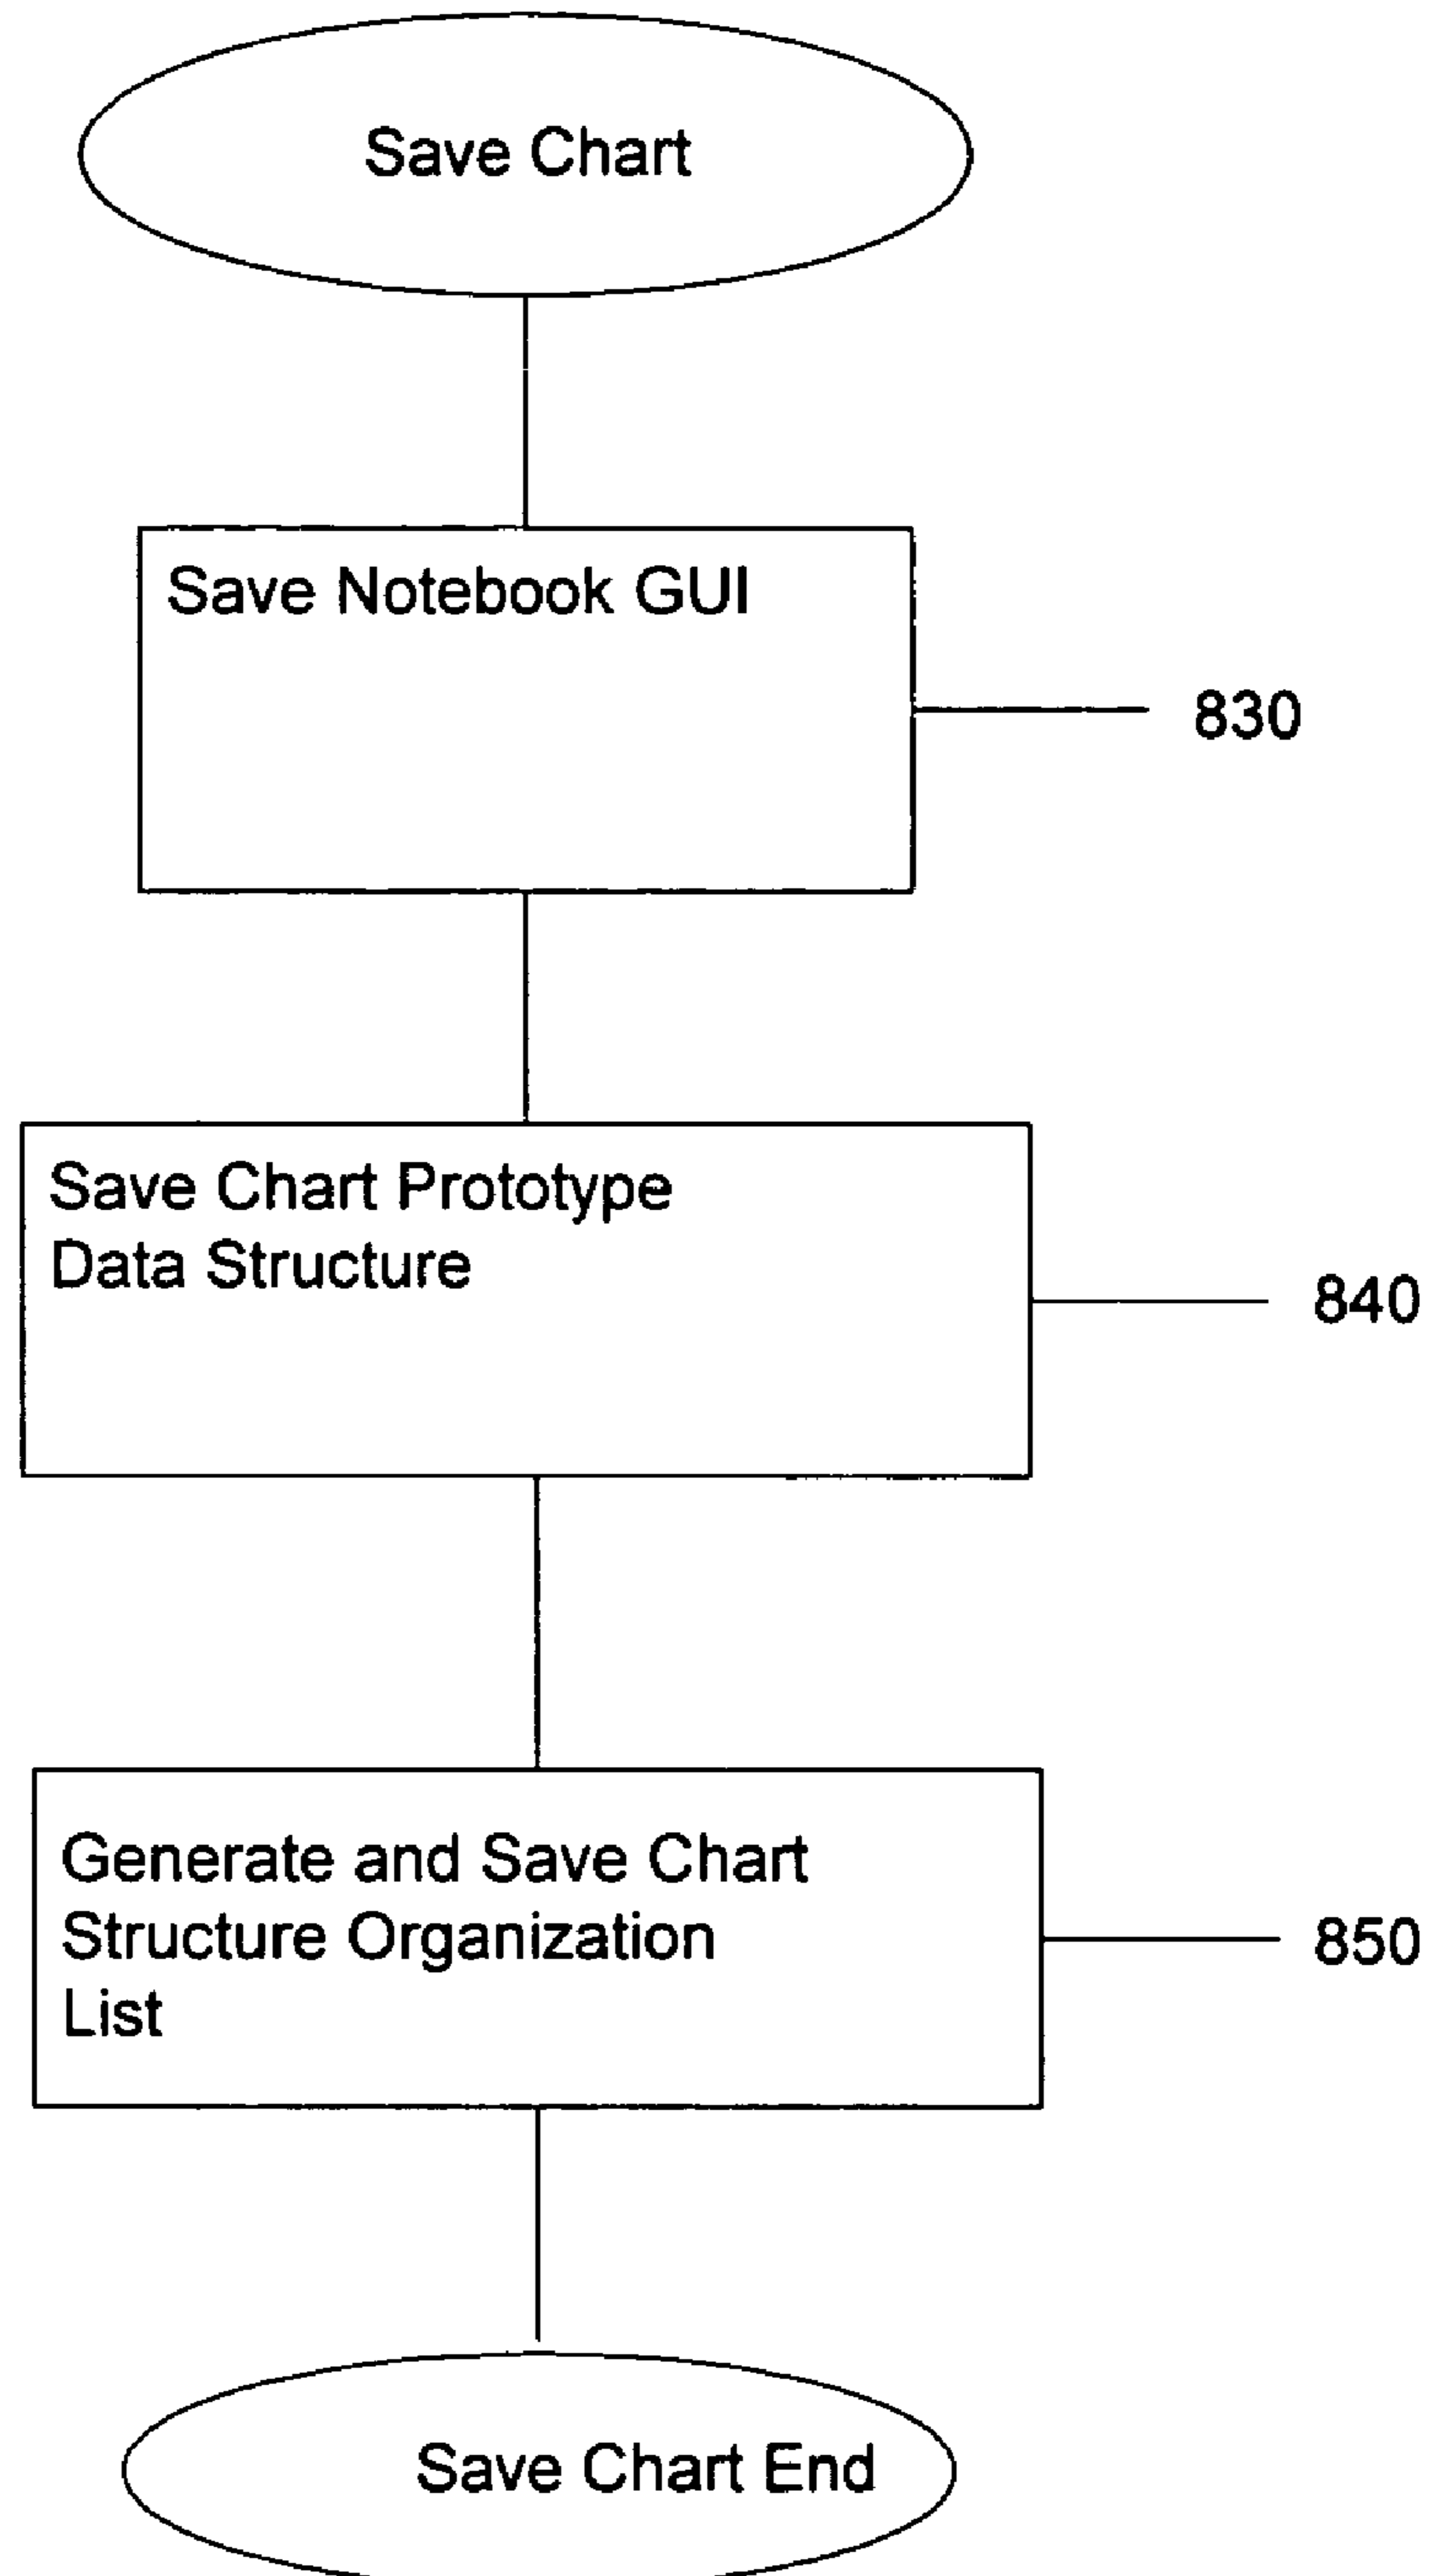 Save Chart
Save Notebook GUI
830
Save Chart Prototype
Data Structure
840
Generate and Save Chart
Structure Organization
List
850
Save Chart End